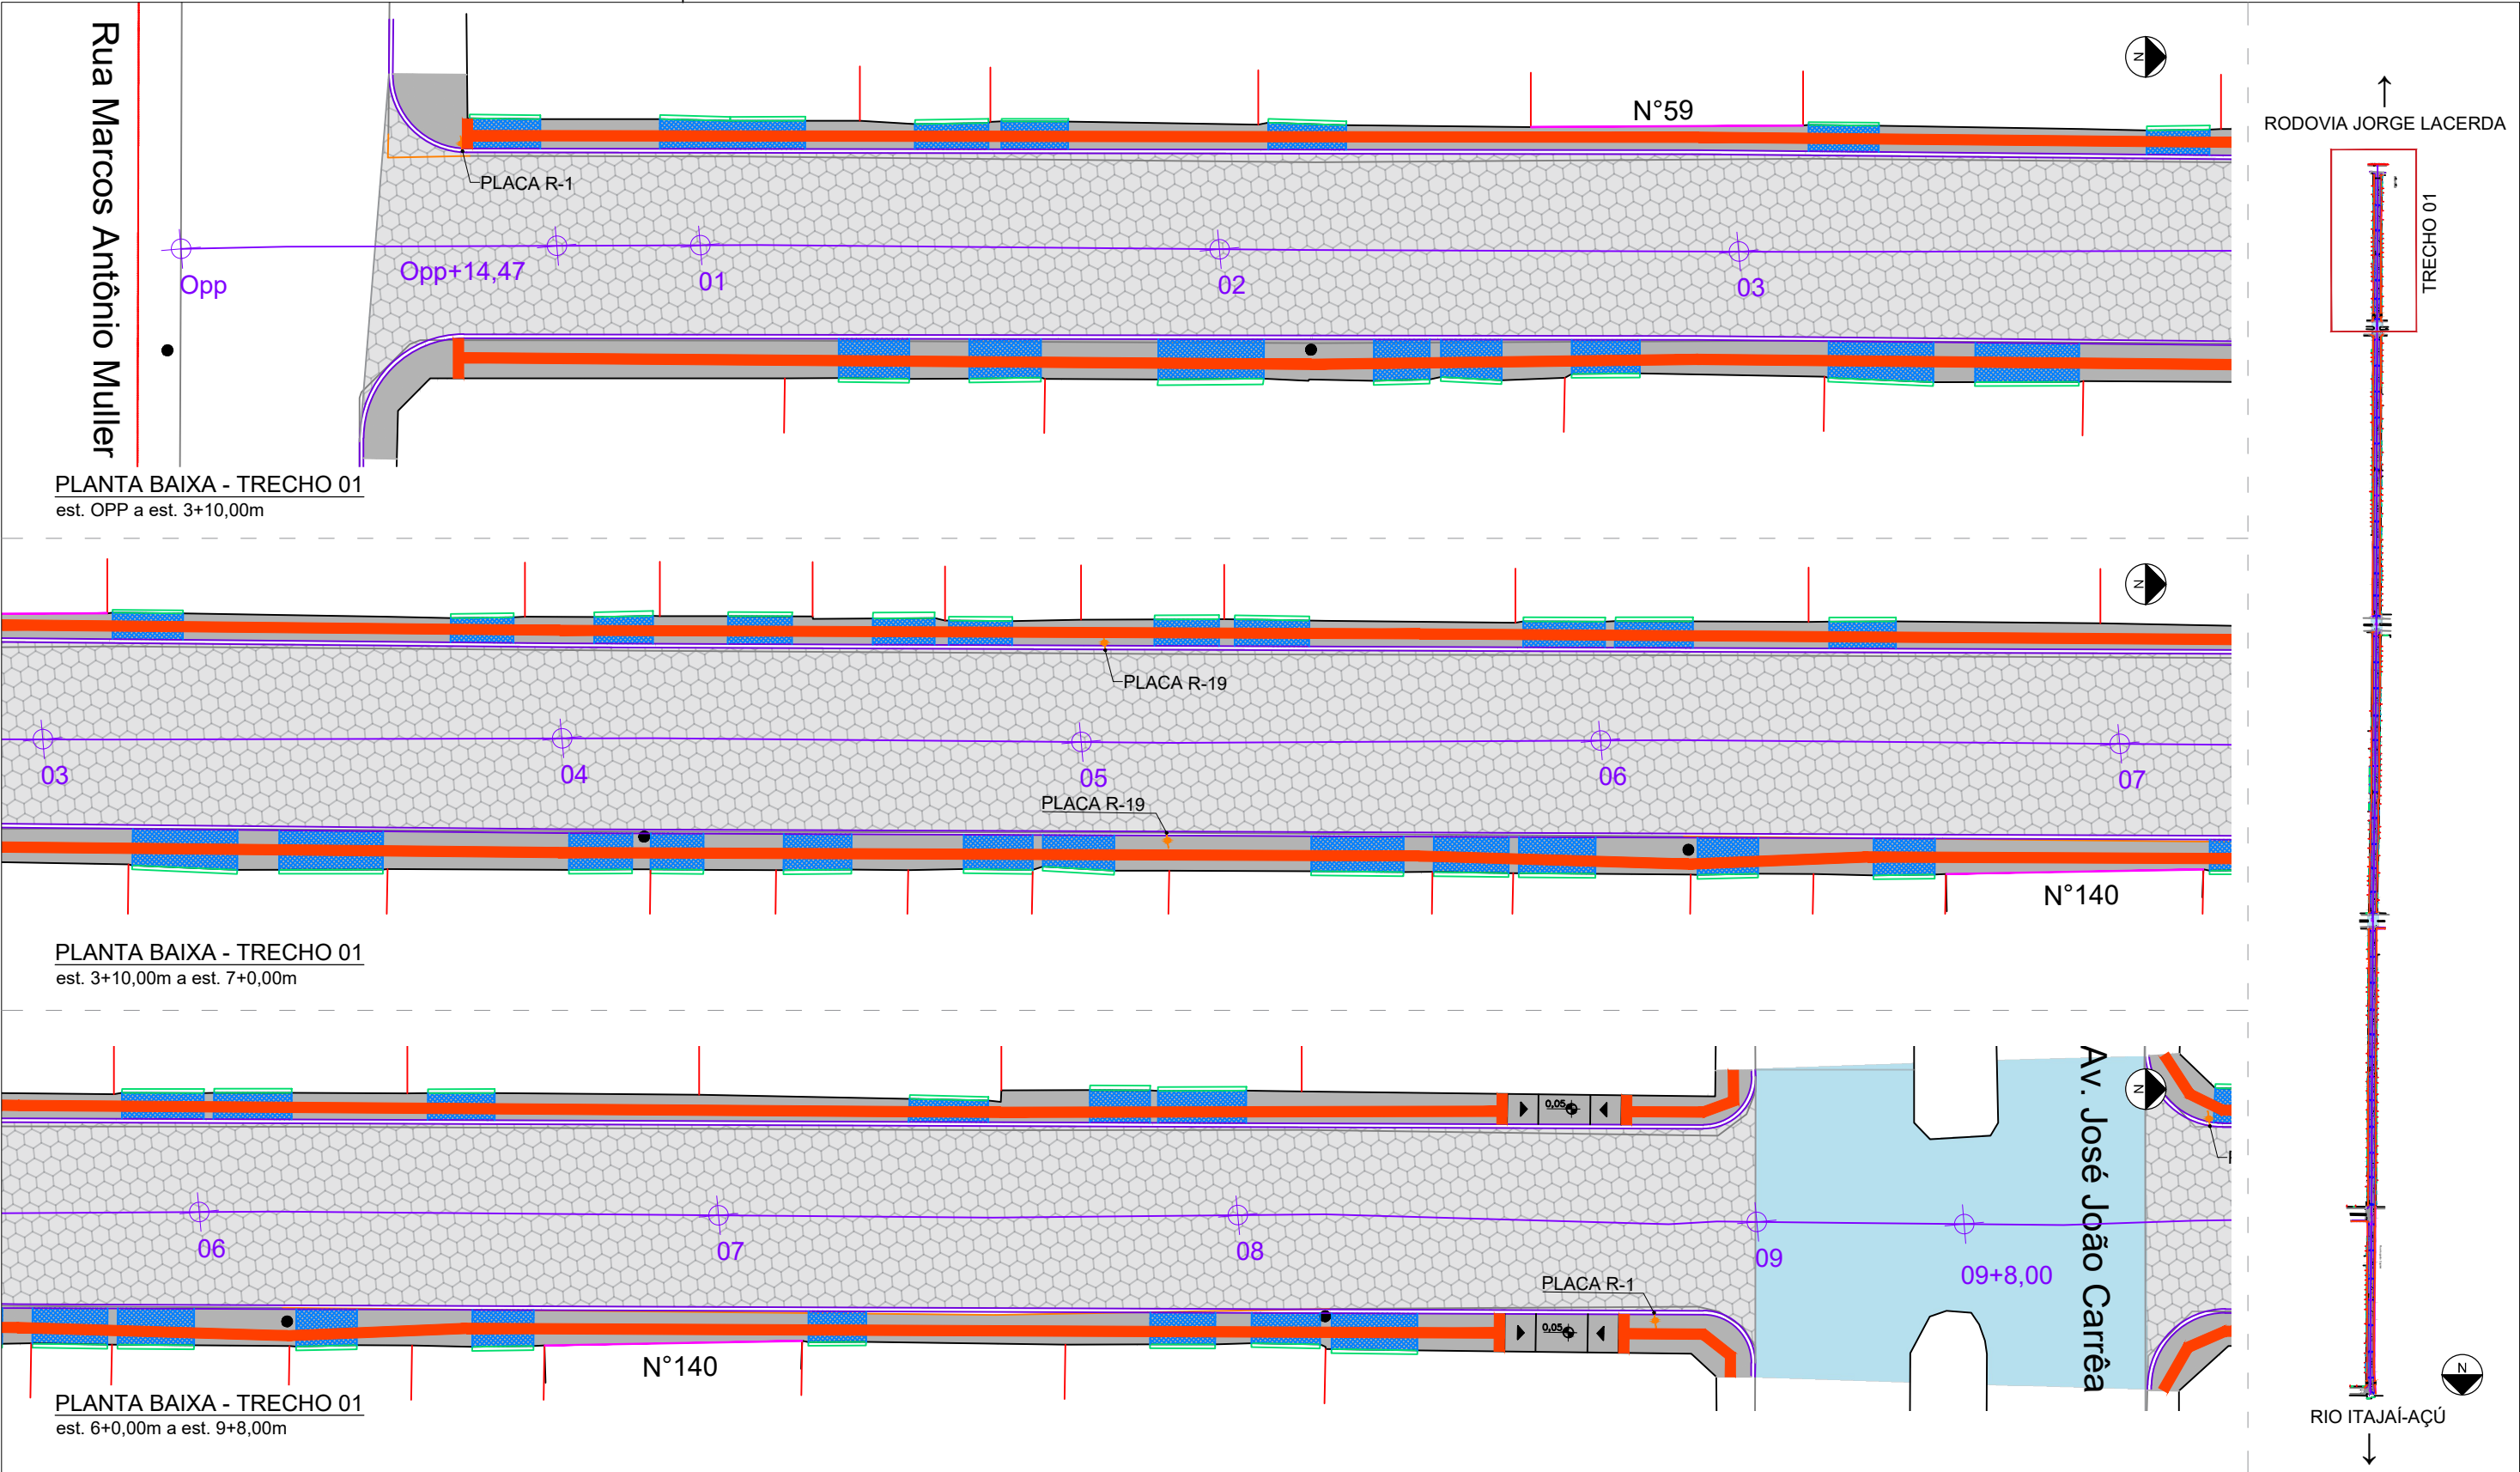 Rua Marcos Antônio Muller
N
N°59
PLACA R-1
Opp
Opp+14,47
01
02
03
PLANTA BAIXA - TRECHO 01
est. OPP a est. 3+10,00m
N
PLACA R-19
03
04
05
06
07
PLACA R-19
N°140
PLANTA BAIXA - TRECHO 01
est. 3+10,00m a est. 7+0,00m
N
0,05
Av. José João Carrêa
06
07
08
09
09+8,00
PLACA R-1
0,05
N°140
PLANTA BAIXA - TRECHO 01
est. 6+0,00m a est. 9+8,00m
RODOVIA JORGE LACERDA
TRECHO 01
N
RIO ITAJAÍ-AÇÚ